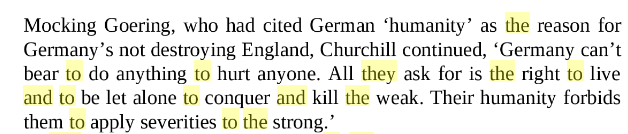 Mocking Goering, who had cited German ‘humanity’ as the reason for
Germany’s not destroying England, Churchill continued, ‘Germany can’t
bear to do anything to hurt anyone. All they ask for is the right to live
and to be let alone to conquer and kill the weak. Their humanity forbids
them to apply severities to the strong.’